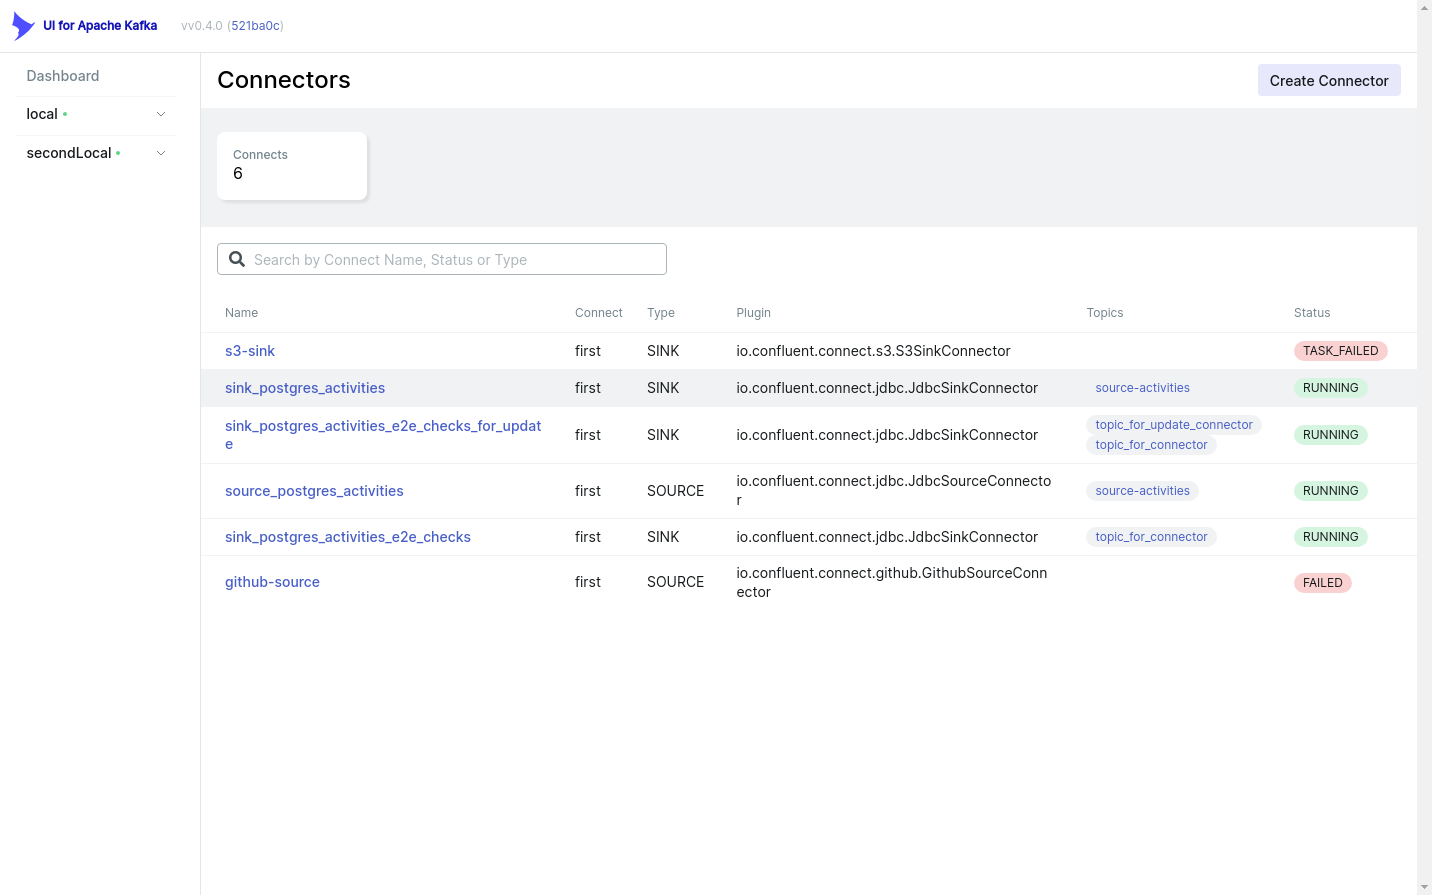 UI for Apache Kafka vv0.4.0 (521ba0c)
Dashboard
local
secondLocal
Connectors
Create Connector
Connects
6
Search by Connect Name, Status or Type
Name Connect Type Plugin Topics Status
s3-sink first SINK io.confluent.connect.s3.S3SinkConnector TASK_FAILED
sink_postgres_activities first SINK io.confluent.connect.jdbc.JdbcSinkConnector source-activities RUNNING
sink_postgres_activities_e2e_checks_for_updat
e
first SINK io.confluent.connect.jdbc.JdbcSinkConnector
topic_for_update_connector
topic_for_connector
RUNNING
source_postgres_activities first SOURCE
io.confluent.connect.jdbc.JdbcSourceConnecto
r
source-activities RUNNING
sink_postgres_activities_e2e_checks first SINK io.confluent.connect.jdbc.JdbcSinkConnector topic_for_connector RUNNING
github-source first SOURCE
io.confluent.connect.github.GithubSourceConn
ector
FAILED